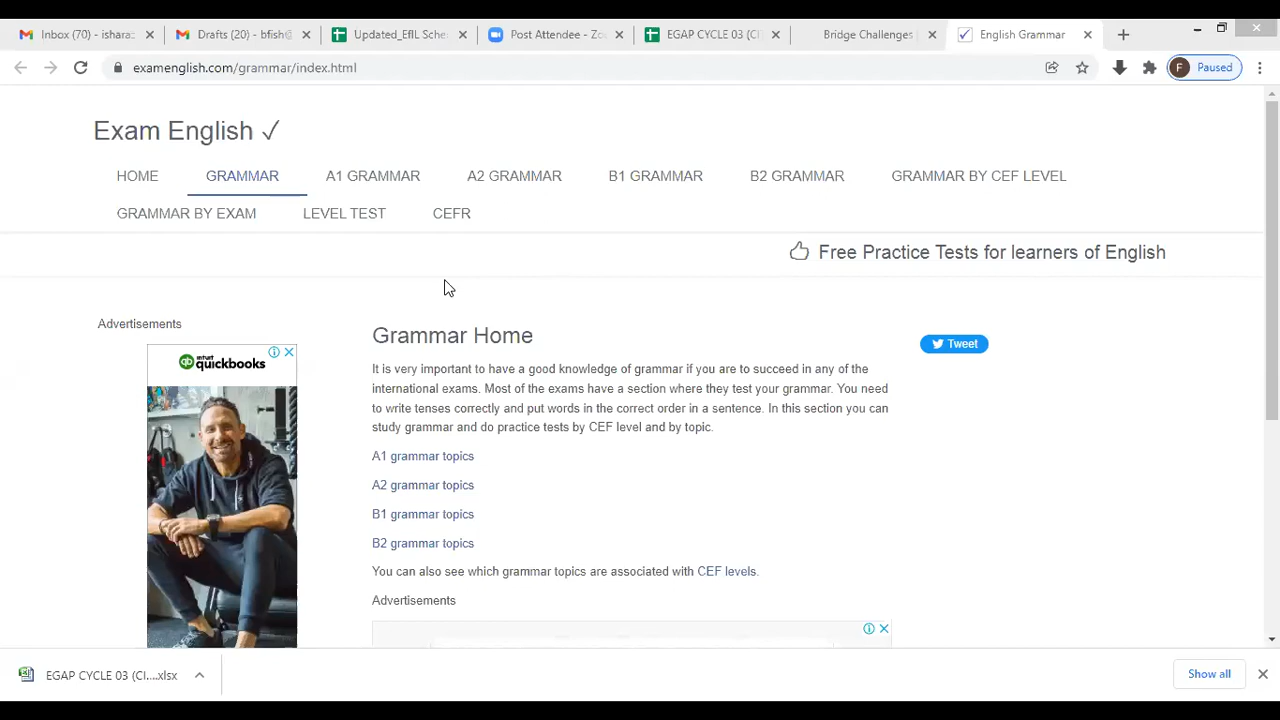 Inbox (70) - ishara:
Drafts (20) - bfish@
Updated_EflL Sche
Post Attendee - Zoo
EGAP CYCLE 03 (CI
Bridge Challenges
English Grammar
examenglish.com/grammar/index.html
F
Paused
Exam English ✓
HOME
GRAMMAR
A1 GRAMMAR
A2 GRAMMAR
B1 GRAMMAR
B2 GRAMMAR
GRAMMAR BY CEF LEVEL
GRAMMAR BY EXAM
LEVEL TEST
CEFR
Free Practice Tests for learners of English
Advertisements
intuit
quickbooks
Grammar Home
Tweet
It is very important to have a good knowledge of grammar if you are to succeed in any of the
international exams. Most of the exams have a section where they test your grammar. You need
to write tenses correctly and put words in the correct order in a sentence. In this section you can
study grammar and do practice tests by CEF level and by topic.
A1 grammar topics
A2 grammar topics
B1 grammar topics
B2 grammar topics
You can also see which grammar topics are associated with CEF levels.
Advertisements
EGAP CYCLE 03 (CI....xlsx
Show all